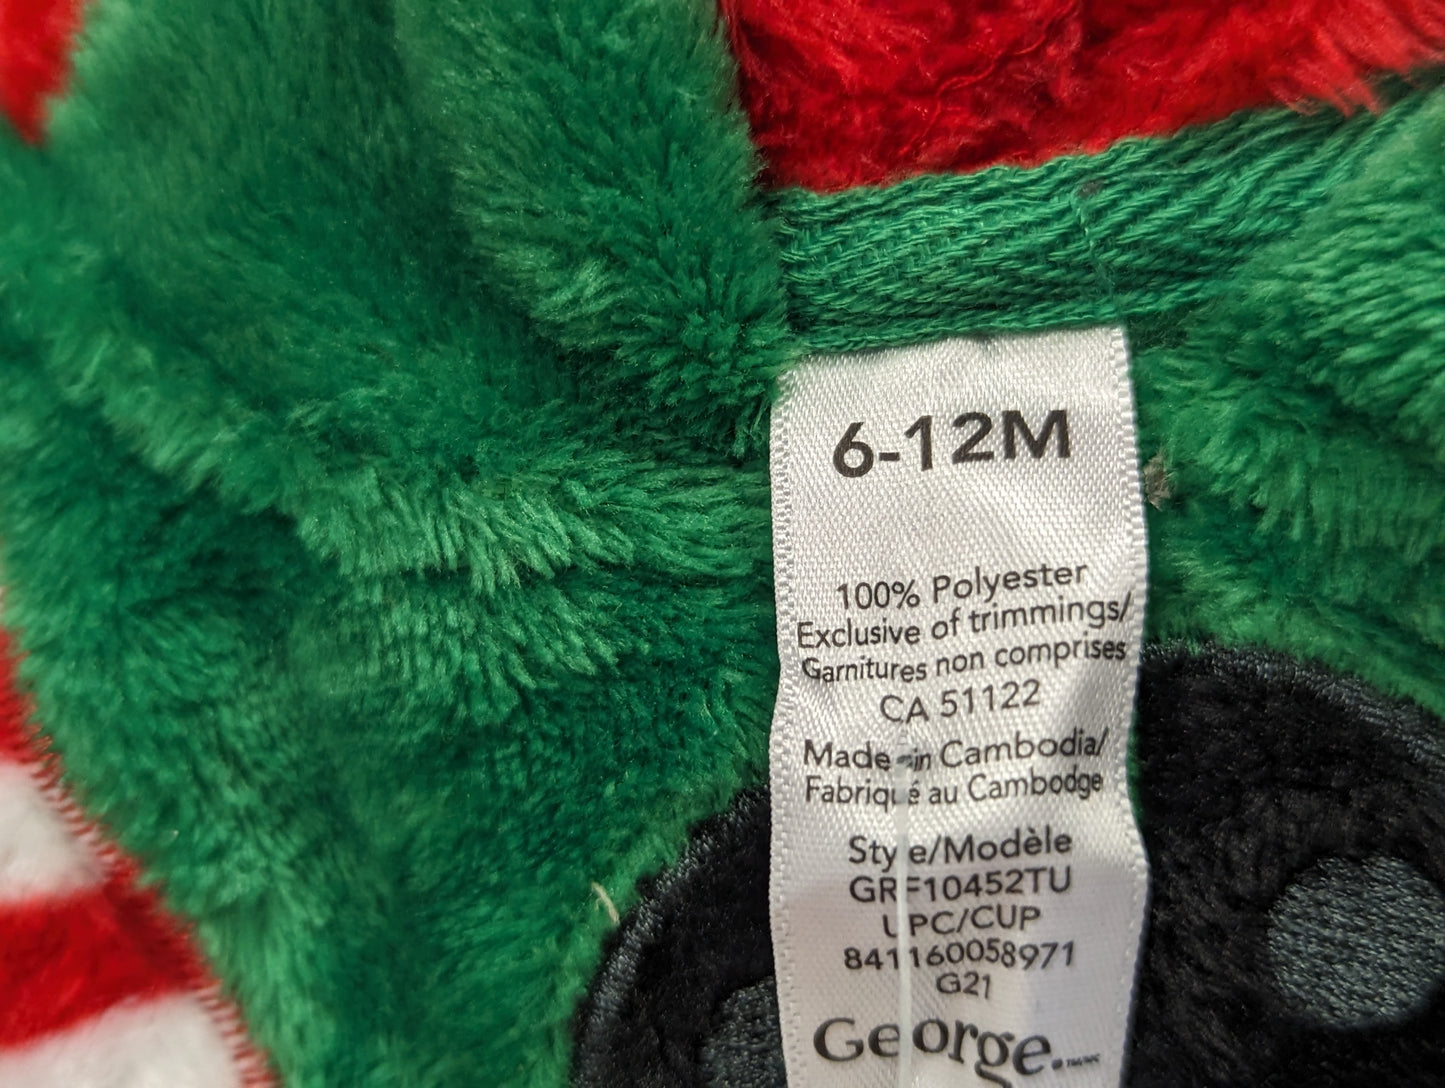 6-12M
100% Polyester
Exclusive of trimmings/
Garnitures non comprises
CA 51122
Made in Cambodia/
Fabriqué au Cambodge
Style/Modèle
GRF10452TU
UPC/CUP
841160058971
G21
George.